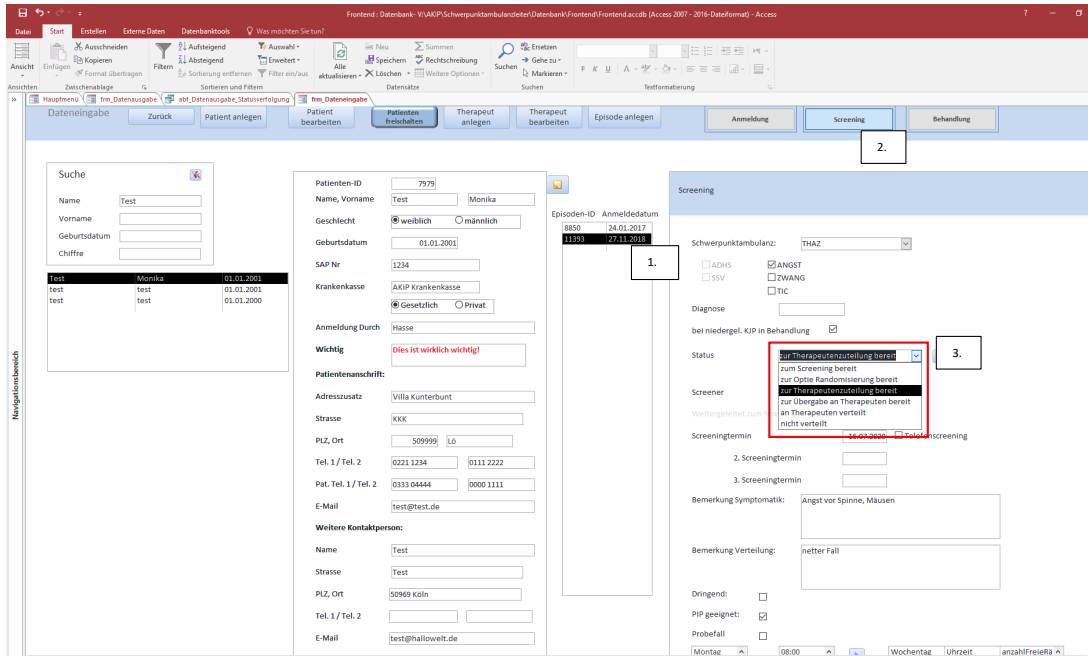 Frontend : Datenbank- V:\AKIP\Schwerpunktambulanzleiter\Datenbank\Frontend\Frontend.accdb (Access 2007 - 2016-Dateiformat) - Access
Datei Start Erstellen Externe Daten Datenbanktools Was möchten Sie tun?
Ansicht
Einfügen
Ausschneiden
Kopieren
Format übertragen
Filtern
Aufsteigend
Absteigend
Sortierung entfernen
Auswahl
Erweitert
Filter ein/aus
Alle aktualisieren
Neu
Speichern
Löschen
Summen
Rechtschreibung
Weitere Optionen
Suchen
Ersetzen
Gehe zu
Markieren
F K U A
Ansichten Zwischenablage Sortieren und Filtern Datensätze Suchen Textformatierung
Hauptmenü frm_Datenausgabe abf_Datenausgabe_Statusverfolgung frm_Dateneingabe
Dateneingabe Zurück Patient anlegen Patient bearbeiten Patienten freischalten Therapeut anlegen Therapeut bearbeiten Episode anlegen Anmeldung Screening Behandlung
2.
Navigationsbereich
Suche
Name Test
Vorname
Geburtsdatum
Chiffre
Test Monika 01.01.2001
test test 01.01.2001
test test 01.01.2000
Patienten-ID 7979
Name, Vorname Test Monika
Geschlecht weiblich männlich
Geburtsdatum 01.01.2001
SAP Nr 1234
Krankenkasse AKiP Krankenkasse
Gesetzlich Privat
Anmeldung Durch Hasse
Wichtig Dies ist wirklich wichtig!
Patientenanschrift:
Adresszusatz Villa Kunterbunt
Strasse KKK
PLZ, Ort 509999 Lö
Tel. 1 / Tel. 2 0221 1234 0111 2222
Pat. Tel. 1 / Tel. 2 0333 04444 0000 1111
E-Mail test@test.de
Weitere Kontaktperson:
Name Test
Strasse Test
PLZ, Ort 50969 Köln
Tel. 1 / Tel. 2
E-Mail test@hallowelt.de
Episoden-ID Anmeldedatum
8850 24.01.2017
11393 27.11.2018
1.
Screening
Schwerpunktambulanz: THAZ
ADHS ANGST
SSV ZWANG
TIC
Diagnose
bei niedergel. KJP in Behandlung
Status zur Therapeutenzuteilung bereit
3.
zum Screening bereit
zur Optie Randomisierung bereit
zur Therapeutenzuteilung bereit
zur Übergabe an Therapeuten bereit
an Therapeuten verteilt
nicht verteilt
Screener
Weitergeleitet zum
Screeningtermin 16.07.2020 Telefonscreening
2. Screeningtermin
3. Screeningtermin
Bemerkung Symptomatik: Angst vor Spinne, Mäusen
Bemerkung Verteilung: netter Fall
Dringend:
PIP geeignet:
Probefall
Montag 08:00 Wochentag Uhrzeit anzahlFreieRä